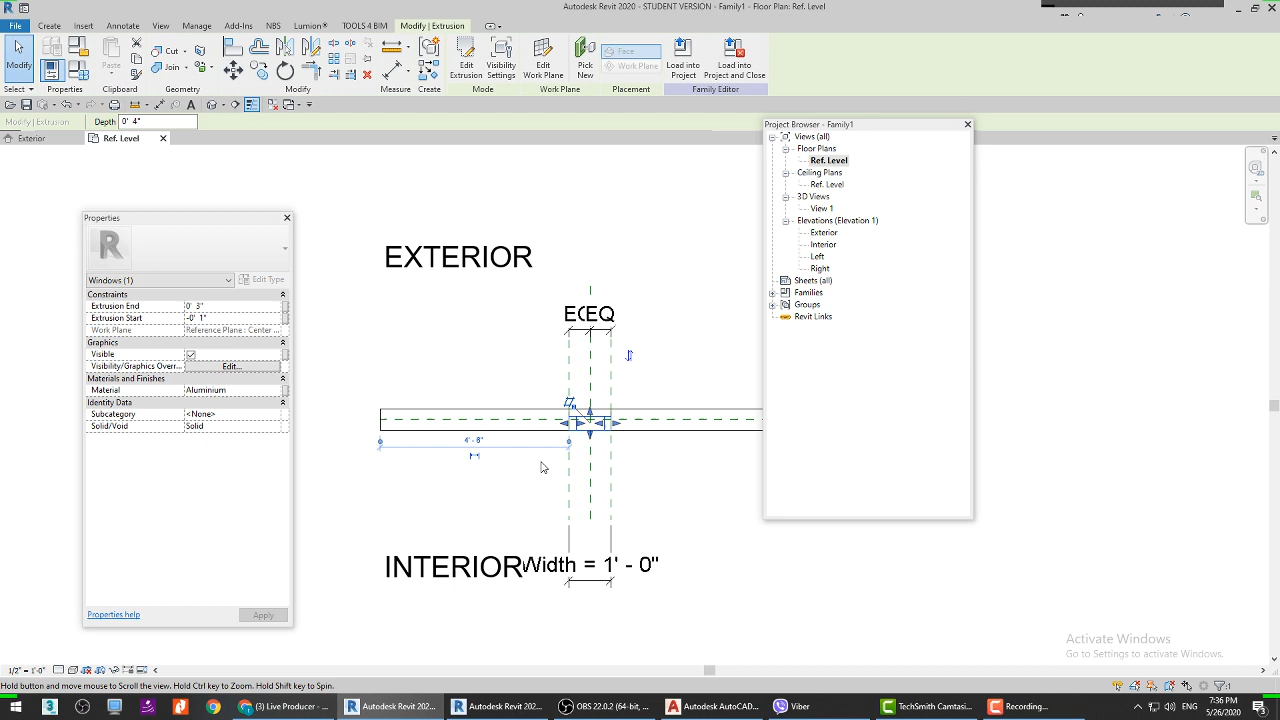 Autodesk Revit 2020 - STUDENT VERSION - Family1 - Floor Plan: Ref. Level
File Create Insert Annotate View Manage Add-Ins NBS Lumion® TOOLS 4 BIM Modify | Extrusion
Modify
Paste
Cut
Join
Edit Extrusion
Visibility Settings
Edit Work Plane
Pick New
Face
Work Plane
Load into Project
Load into Project and Close
Select Properties Clipboard Geometry Modify Measure Create Mode Work Plane Placement Family Editor
Modify | Extrusion Depth 0' 4"
Exterior Ref. Level
Project Browser - Family1
Views (all)
Floor Plans
Ref. Level
Ceiling Plans
Ref. Level
3D Views
View 1
Elevations (Elevation 1)
Exterior
Interior
Left
Right
Sheets (all)
Families
Groups
Revit Links
Properties
R
Windows (1) Edit Type
Constraints
Extrusion End 0' 3"
Extrusion Start -0' 1"
Work Plane Reference Plane : Center ...
Graphics
Visible
Visibility/Graphics Overr... Edit...
Materials and Finishes
Material Aluminium
Identity Data
Subcategory <None>
Solid/Void Solid
Properties help Apply
EXTERIOR
EQ EQ
4' - 6"
INTERIOR
Width = 1' - 0"
Activate Windows
Go to Settings to activate Windows.
1/2" = 1'-0"
Hold button and move mouse to Scroll the view. Hold Ctrl key to Zoom. Hold Shift key to Spin.
:1
(I) Live Producer - ... Autodesk Revit 202... Autodesk Revit 202... OBS 22.0.2 (64-bit, ... Autodesk AutoCAD... Viber TechSmith Camtasi... Recording...
7:36 PM
5/26/2020